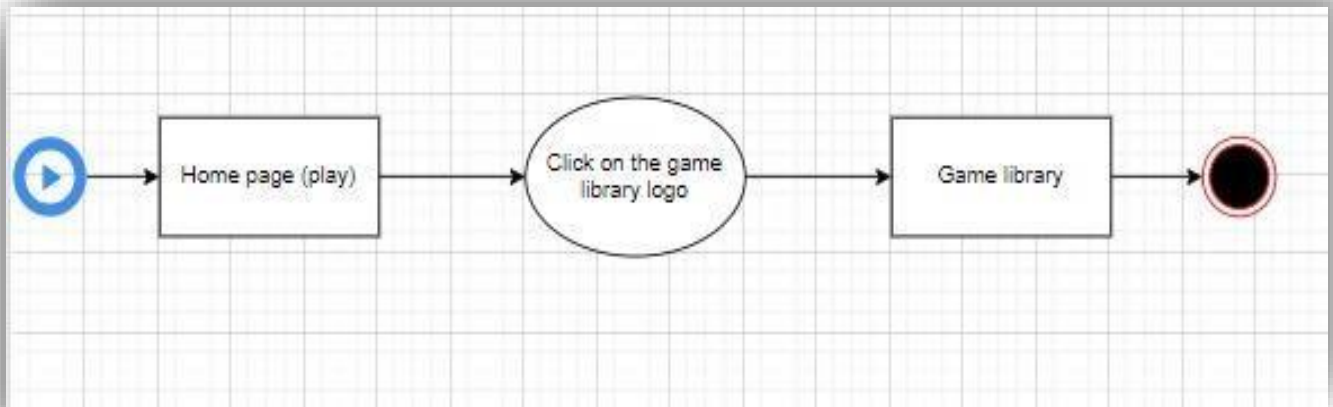 Home page (play)
Click on the game
library logo
Game library